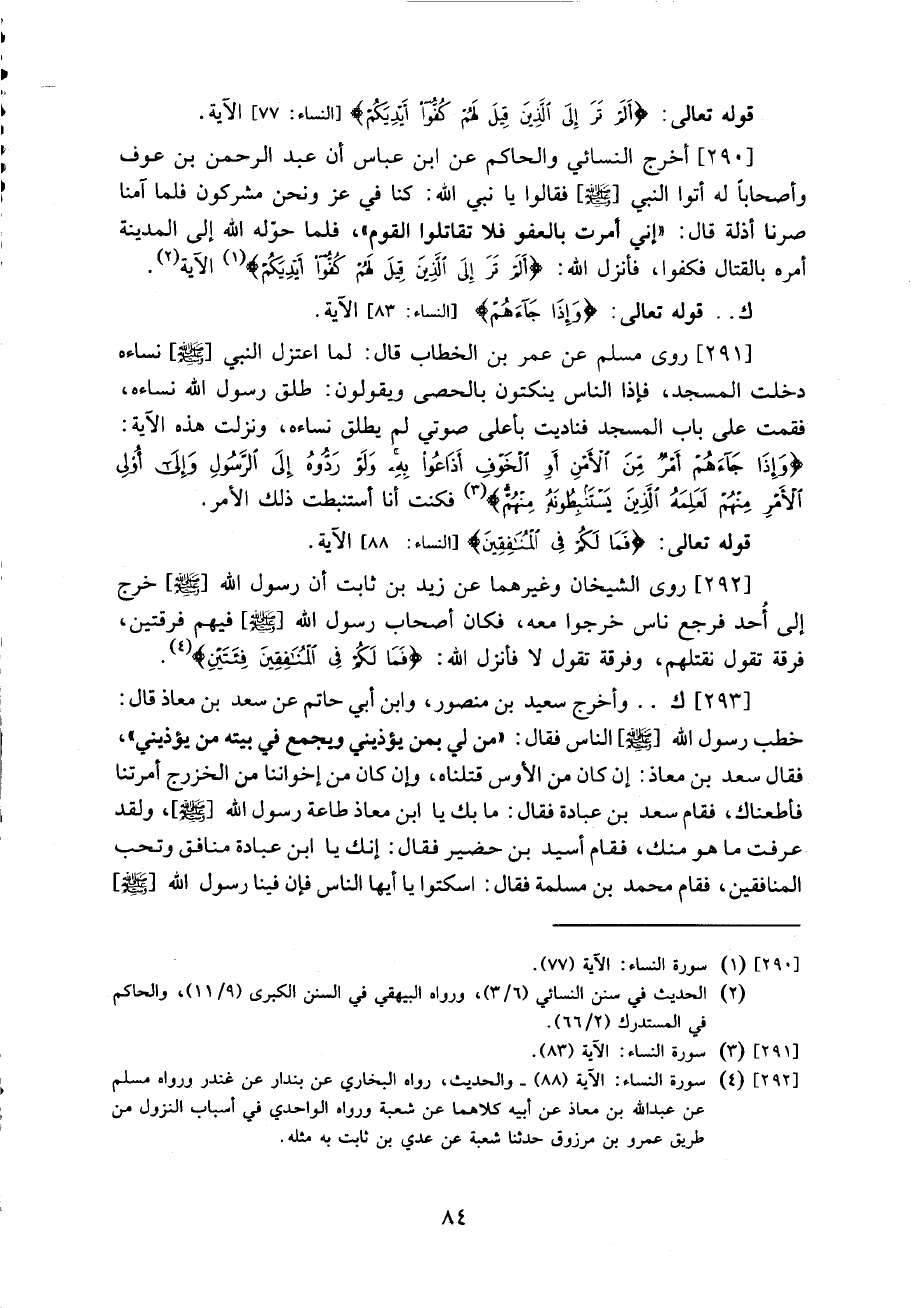 قوله تعالى: ﴿أَلَمْ تَرَ إِلَى ٱلَّذِينَ قِيلَ لَهُمْ كُفُّوٓا۟ أَيْدِيَكُمْ﴾ [النساء: ٧٧] الآية.
[٢٩٠] أخرج النسائي والحاكم عن ابن عباس أن عبد الرحمن بن عوف
وأصحاباً له أتوا النبي [ﷺ] فقالوا يا نبي الله: كنا في عز ونحن مشركون فلما آمنا
صرنا أذلة قال: «إني أمرت بالعفو فلا تقاتلوا القوم»، فلما حوّله الله إلى المدينة
أمره بالقتال فكفوا، فأنزل الله: ﴿أَلَمْ تَرَ إِلَى ٱلَّذِينَ قِيلَ لَهُمْ كُفُّوٓا۟ أَيْدِيَكُمْ﴾(١) الآية(٢).
ك.. قوله تعالى: ﴿وَإِذَا جَآءَهُمْ﴾ [النساء: ٨٣] الآية.
[٢٩١] روى مسلم عن عمر بن الخطاب قال: لما اعتزل النبي [ﷺ] نساءه
دخلت المسجد، فإذا الناس ينكتون بالحصى ويقولون: طلق رسول الله نساءه،
فقمت على باب المسجد فناديت بأعلى صوتي لم يطلق نساءه، ونزلت هذه الآية:
﴿وَإِذَا جَآءَهُمْ أَمْرٌ مِّنَ ٱلْأَمْنِ أَوِ ٱلْخَوْفِ أَذَاعُوا۟ بِهِۦ وَلَوْ رَدُّوهُ إِلَى ٱلرَّسُولِ وَإِلَىٰٓ أُو۟لِى
ٱلْأَمْرِ مِنْهُمْ لَعَلِمَهُ ٱلَّذِينَ يَسْتَنۢبِطُونَهُۥ مِنْهُمْ﴾(٣) فكنت أنا أستنبطت ذلك الأمر.
قوله تعالى: ﴿فَمَا لَكُمْ فِى ٱلْمُنَـٰفِقِينَ﴾ [النساء: ٨٨] الآية.
[٢٩٢] روى الشيخان وغيرهما عن زيد بن ثابت أن رسول الله [ﷺ] خرج
إلى أُحد فرجع ناس خرجوا معه، فكان أصحاب رسول الله [ﷺ] فيهم فرقتين،
فرقة تقول نقتلهم، وفرقة تقول لا فأنزل الله: ﴿فَمَا لَكُمْ فِى ٱلْمُنَـٰفِقِينَ فِئَتَيْنِ﴾(٤).
[٢٩٣] ك .. وأخرج سعيد بن منصور، وابن أبي حاتم عن سعد بن معاذ قال:
خطب رسول الله [ﷺ] الناس فقال: «من لي بمن يؤذيني ويجمع في بيته من يؤذيني»،
فقال سعد بن معاذ: إن كان من الأوس قتلناه، وإن كان من إخواننا من الخزرج أمرتنا
فأطعناك، فقام سعد بن عبادة فقال: ما بك يا ابن معاذ طاعة رسول الله [ﷺ]، ولقد
عرفت ما هو منك، فقام أسيد بن حضير فقال: إنك يا ابن عبادة منافق وتحب
المنافقين، فقام محمد بن مسلمة فقال: اسكتوا يا أيها الناس فإن فينا رسول الله [ﷺ]
[٢٩٠] (١) سورة النساء: الآية (٧٧).
(٢) الحديث في سنن النسائي (٣/٦)، ورواه البيهقي في السنن الكبرى (١١/٩)، والحاكم
في المستدرك (٦٦/٢).
[٢٩١] (٣) سورة النساء: الآية (٨٣).
[٢٩٢] (٤) سورة النساء: الآية (٨٨) ـ والحديث، رواه البخاري عن بندار عن غندر ورواه مسلم
عن عبدالله بن معاذ عن أبيه كلاهما عن شعبة ورواه الواحدي في أسباب النزول من
طريق عمرو بن مرزوق حدثنا شعبة عن عدي بن ثابت به مثله.
٨٤